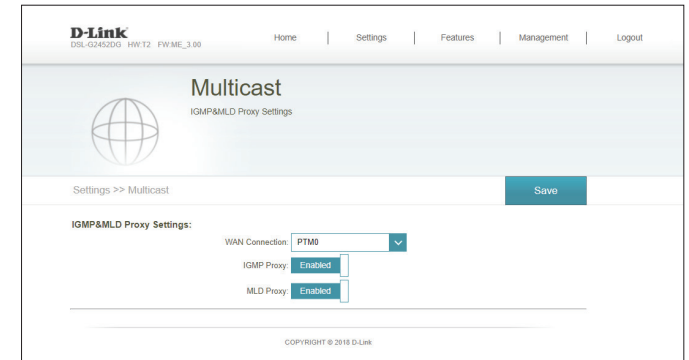 D-Link
DSL-G2452DG HW:T2 FW:ME_3.00
Home | Settings | Features | Management | Logout
Multicast
IGMP&MLD Proxy Settings
Settings >> Multicast
Save
IGMP&MLD Proxy Settings:
WAN Connection: PTM0
IGMP Proxy: Enabled
MLD Proxy: Enabled
COPYRIGHT © 2018 D-Link